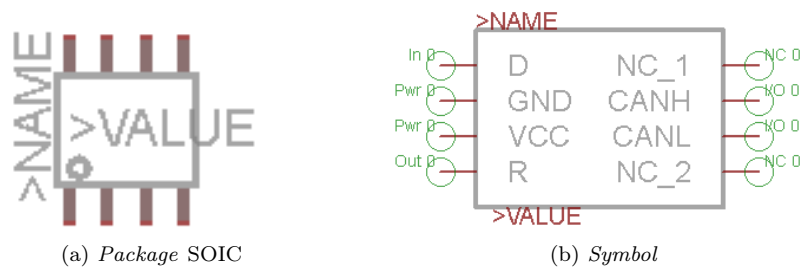 >NAME
>VALUE
(a) Package SOIC
>NAME
In 0 D NC_1 NC 0
Pwr 0 GND CANH I/O 0
Pwr 0 VCC CANL I/O 0
Out 0 R NC_2 NC 0
>VALUE
(b) Symbol